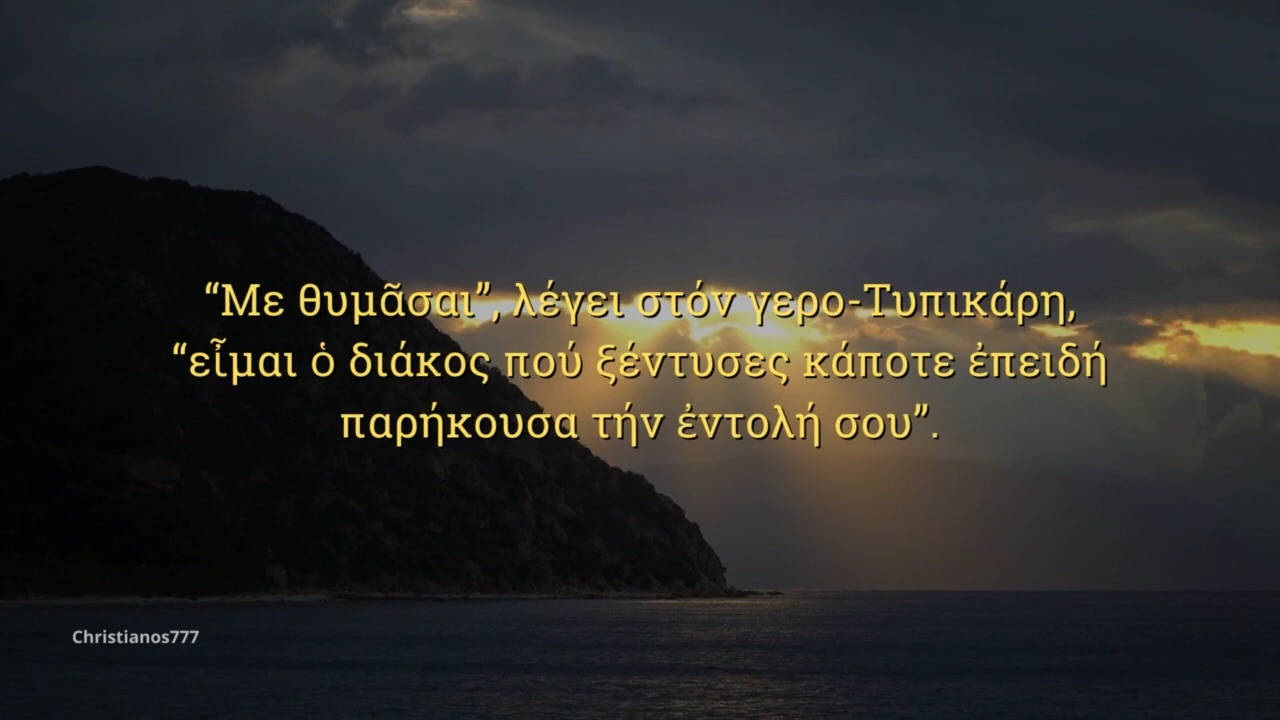 “Με θυμᾶσαι”, λέγει στόν γερο-Τυπικάρη,
“εἶμαι ὁ διάκος πού ξέντυσες κάποτε ἐπειδή
παρήκουσα τήν ἐντολή σου”.
Christianos777